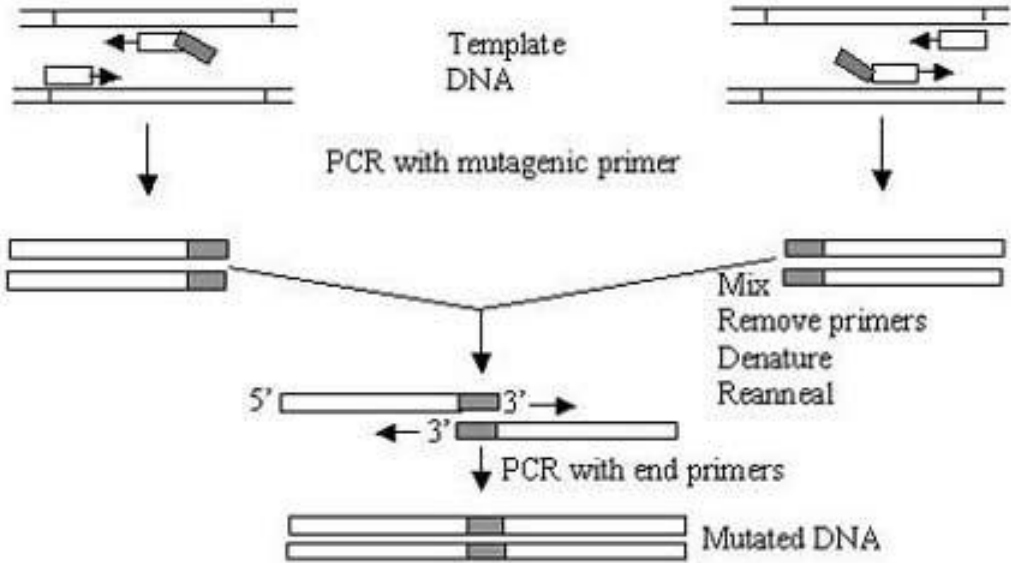 Template
DNA
PCR with mutagenic primer
Mix
Remove primers
Denature
Reanneal
5’ 3’
3’
PCR with end primers
Mutated DNA